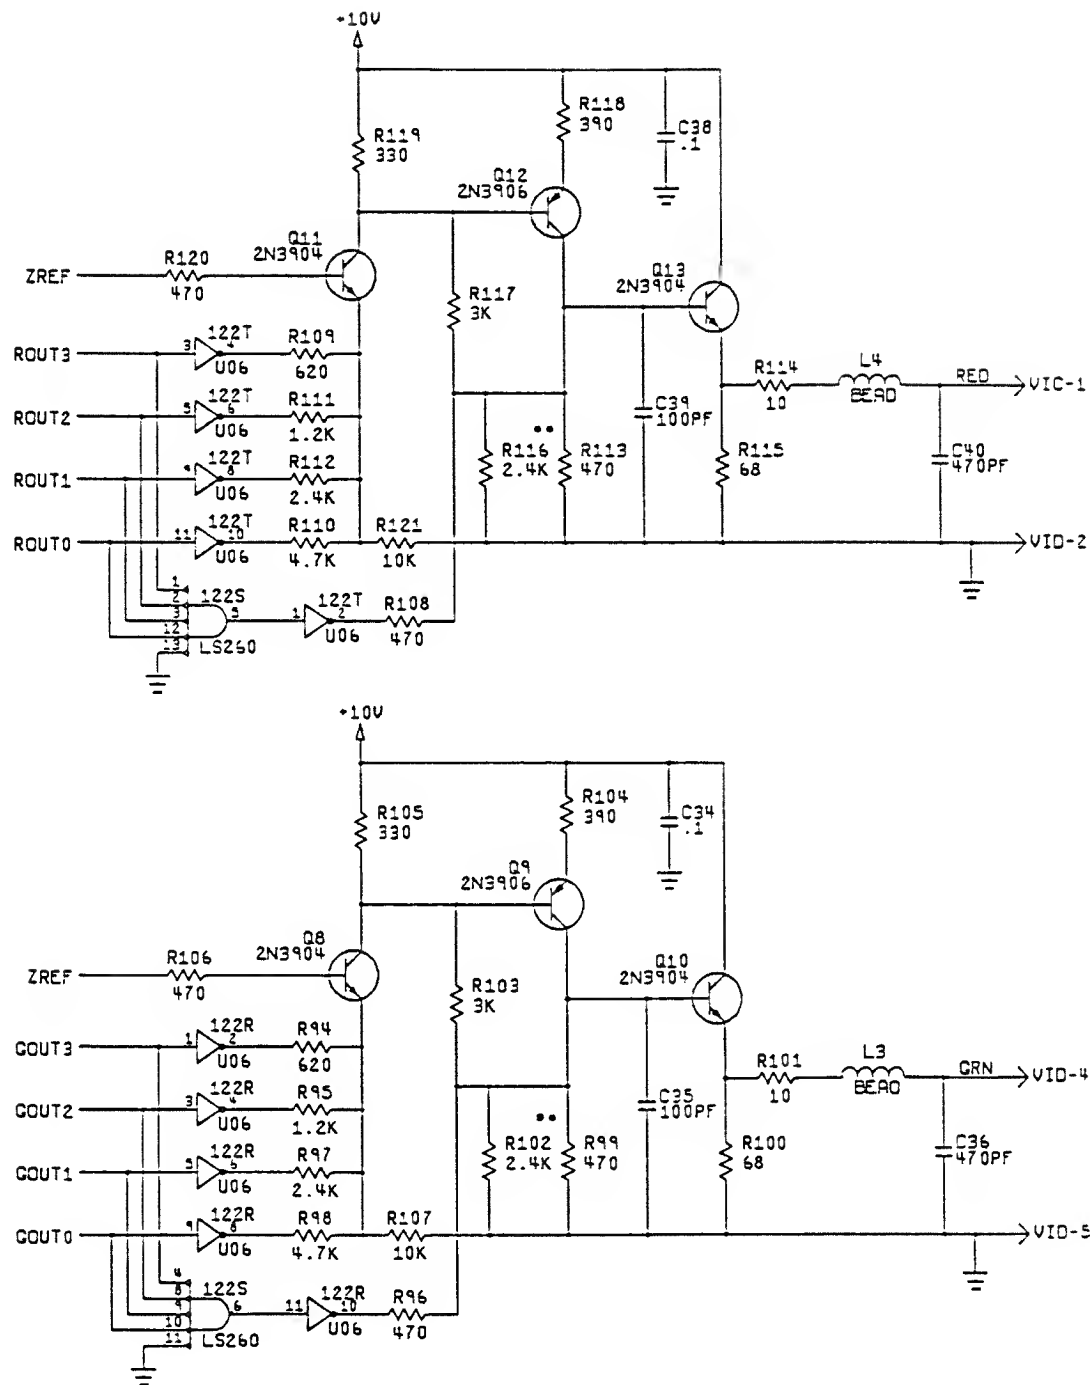 +10V
R118
390
R119
330
C38
.1
Q12
2N3906
Q11
2N3904
R120
470
ZREF
Q13
2N3904
R117
3K
122T
R109
ROUT3
3
4
U06
620
L4
R114
RED
VIC-1
10
BEAD
122T
R111
ROUT2
5
6
U06
1.2K
C39
100PF
R116
2.4K
R113
470
R115
68
C40
470PF
122T
R112
ROUT1
9
8
U06
2.4K
122T
R110
R121
ROUT0
11
10
U06
4.7K
10K
VID-2
1
2
3
12
13
122S
5
LS260
122T
1
2
U06
R108
470
+10V
R104
390
R105
330
C34
.1
Q9
2N3906
Q8
2N3904
R106
470
ZREF
Q10
2N3904
R103
3K
122R
R94
GOUT3
1
2
U06
620
L3
R101
GRN
VID-4
10
BEAD
122R
R95
GOUT2
3
4
U06
1.2K
C35
100PF
R102
2.4K
R99
470
R100
68
C36
470PF
122R
R97
GOUT1
5
6
U06
2.4K
122R
R98
R107
GOUT0
9
8
U06
4.7K
10K
VID-5
4
8
9
10
11
122S
6
LS260
122R
11
10
U06
R96
470